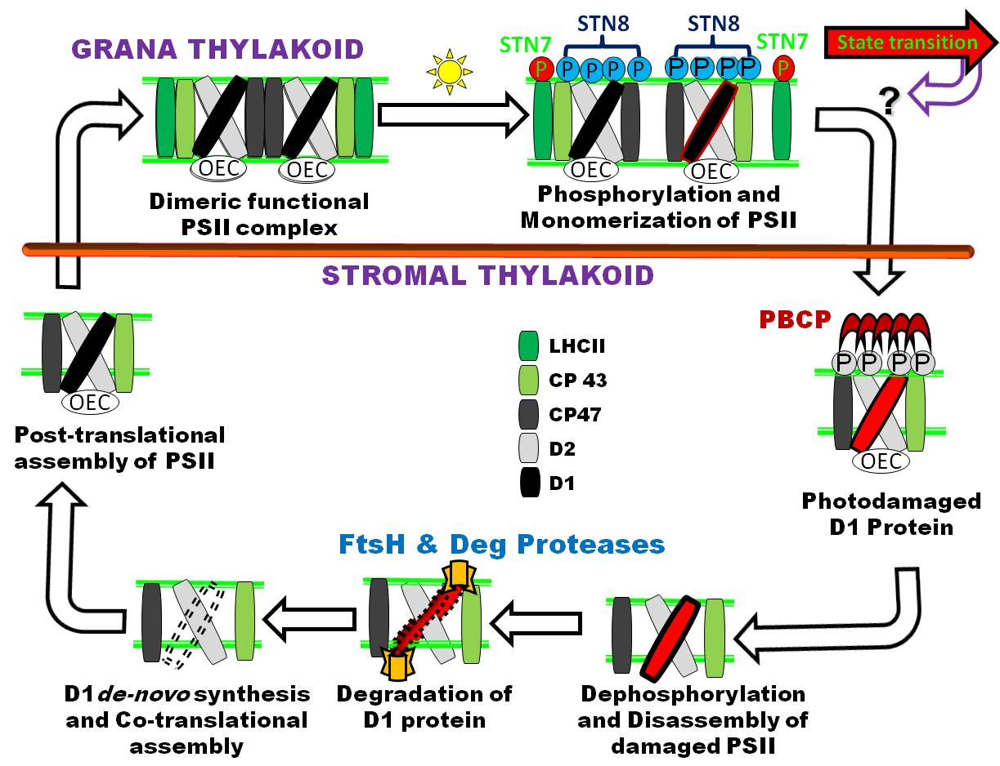 STN8
STN8
STN7
STN7
State transition
GRANA THYLAKOID
P
P
P
P
P
P
P
P
P
P
?
OEC
OEC
OEC
OEC
Dimeric functional
PSII complex
Phosphorylation and
Monomerization of PSII
STROMAL THYLAKOID
PBCP
P
P
P
P
LHCII
CP 43
CP47
D2
D1
OEC
OEC
Post-translational
assembly of PSII
Photodamaged
D1 Protein
FtsH & Deg Proteases
D1 de-novo synthesis
and Co-translational
assembly
Degradation of
D1 protein
Dephosphorylation
and Disassembly of
damaged PSII